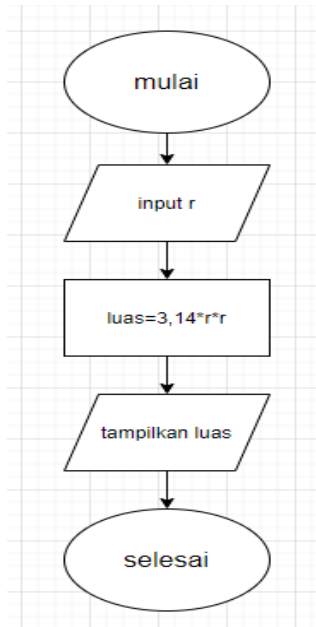 mulai
input r
luas=3,14*r*r
tampilkan luas
selesai